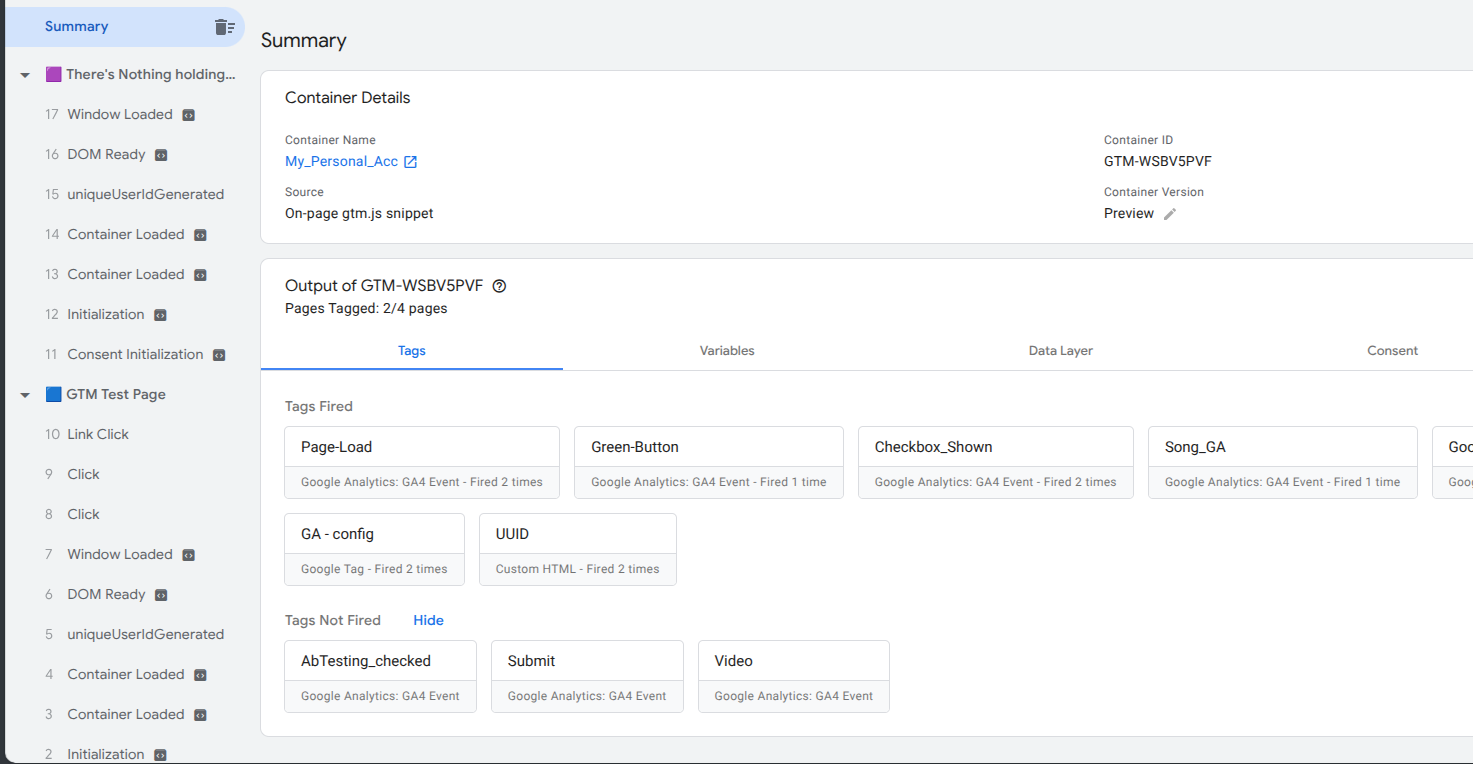 Summary
There's Nothing holding...
17 Window Loaded
16 DOM Ready
15 uniqueUserIdGenerated
14 Container Loaded
13 Container Loaded
12 Initialization
11 Consent Initialization
GTM Test Page
10 Link Click
9 Click
8 Click
7 Window Loaded
6 DOM Ready
5 uniqueUserIdGenerated
4 Container Loaded
3 Container Loaded
2 Initialization
Summary
Container Details
Container Name
My_Personal_Acc
Container ID
GTM-WSBV5PVF
Source
On-page gtm.js snippet
Container Version
Preview
Output of GTM-WSBV5PVF
Pages Tagged: 2/4 pages
Tags Variables Data Layer Consent
Tags Fired
Page-Load
Google Analytics: GA4 Event - Fired 2 times
Green-Button
Google Analytics: GA4 Event - Fired 1 time
Checkbox_Shown
Google Analytics: GA4 Event - Fired 2 times
Song_GA
Google Analytics: GA4 Event - Fired 1 time
GA - config
Google Tag - Fired 2 times
UUID
Custom HTML - Fired 2 times
Tags Not Fired Hide
AbTesting_checked
Google Analytics: GA4 Event
Submit
Google Analytics: GA4 Event
Video
Google Analytics: GA4 Event